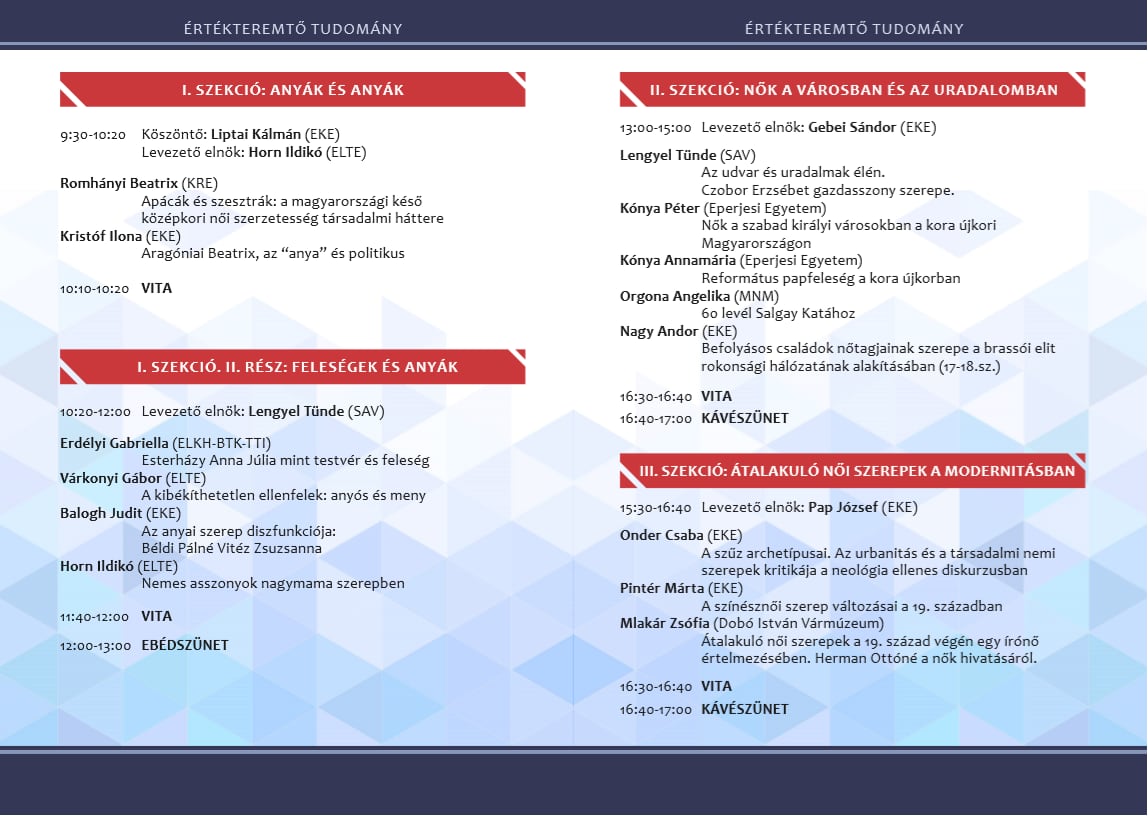 ÉRTÉKTEREMTŐ TUDOMÁNY
I. SZEKCIÓ: ANYÁK ÉS ANYÁK
9:30-10:20 Köszöntő: Liptai Kálmán (EKE)
Levezető elnök: Horn Ildikó (ELTE)
Romhányi Beatrix (KRE)
Apácák és szesztrák: a magyarországi késő
középkori női szerzetesség társadalmi háttere
Kristóf Ilona (EKE)
Aragóniai Beatrix, az “anya” és politikus
10:10-10:20 VITA
I. SZEKCIÓ. II. RÉSZ: FELESÉGEK ÉS ANYÁK
10:20-12:00 Levezető elnök: Lengyel Tünde (SAV)
Erdélyi Gabriella (ELKH-BTK-TTI)
Esterházy Anna Júlia mint testvér és feleség
Várkonyi Gábor (ELTE)
A kibékíthetetlen ellenfelek: anyós és meny
Balogh Judit (EKE)
Az anyai szerep diszfunkciója:
Béldi Pálné Vitéz Zsuzsanna
Horn Ildikó (ELTE)
Nemes asszonyok nagymama szerepben
11:40-12:00 VITA
12:00-13:00 EBÉDSZÜNET
ÉRTÉKTEREMTŐ TUDOMÁNY
II. SZEKCIÓ: NŐK A VÁROSBAN ÉS AZ URADALOMBAN
13:00-15:00 Levezető elnök: Gebei Sándor (EKE)
Lengyel Tünde (SAV)
Az udvar és uradalmak élén.
Czobor Erzsébet gazdasszony szerepe.
Kónya Péter (Eperjesi Egyetem)
Nők a szabad királyi városokban a kora újkori
Magyarországon
Kónya Annamária (Eperjesi Egyetem)
Református papfeleség a kora újkorban
Orgona Angelika (MNM)
60 levél Salgay Katához
Nagy Andor (EKE)
Befolyásos családok nőtagjainak szerepe a brassói elit
rokonsági hálózatának alakításában (17-18.sz.)
16:30-16:40 VITA
16:40-17:00 KÁVÉSZÜNET
III. SZEKCIÓ: ÁTALAKULÓ NŐI SZEREPEK A MODERNITÁSBAN
15:30-16:40 Levezető elnök: Pap József (EKE)
Onder Csaba (EKE)
A szűz archetípusai. Az urbanitás és a társadalmi nemi
szerepek kritikája a neológia ellenes diskurzusban
Pintér Márta (EKE)
A színésznői szerep változásai a 19. században
Mlakár Zsófia (Dobó István Vármúzeum)
Átalakuló női szerepek a 19. század végén egy írónő
értelmezésében. Herman Ottóné a nők hivatásáról.
16:30-16:40 VITA
16:40-17:00 KÁVÉSZÜNET